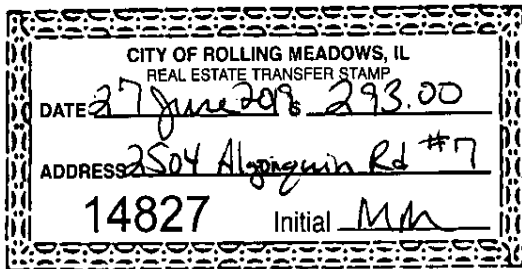 CITY OF ROLLING MEADOWS, IL
REAL ESTATE TRANSFER STAMP
DATE 27 June 2018 $ 293.00
ADDRESS 2504 Algonquin Rd #7
14827 Initial MM